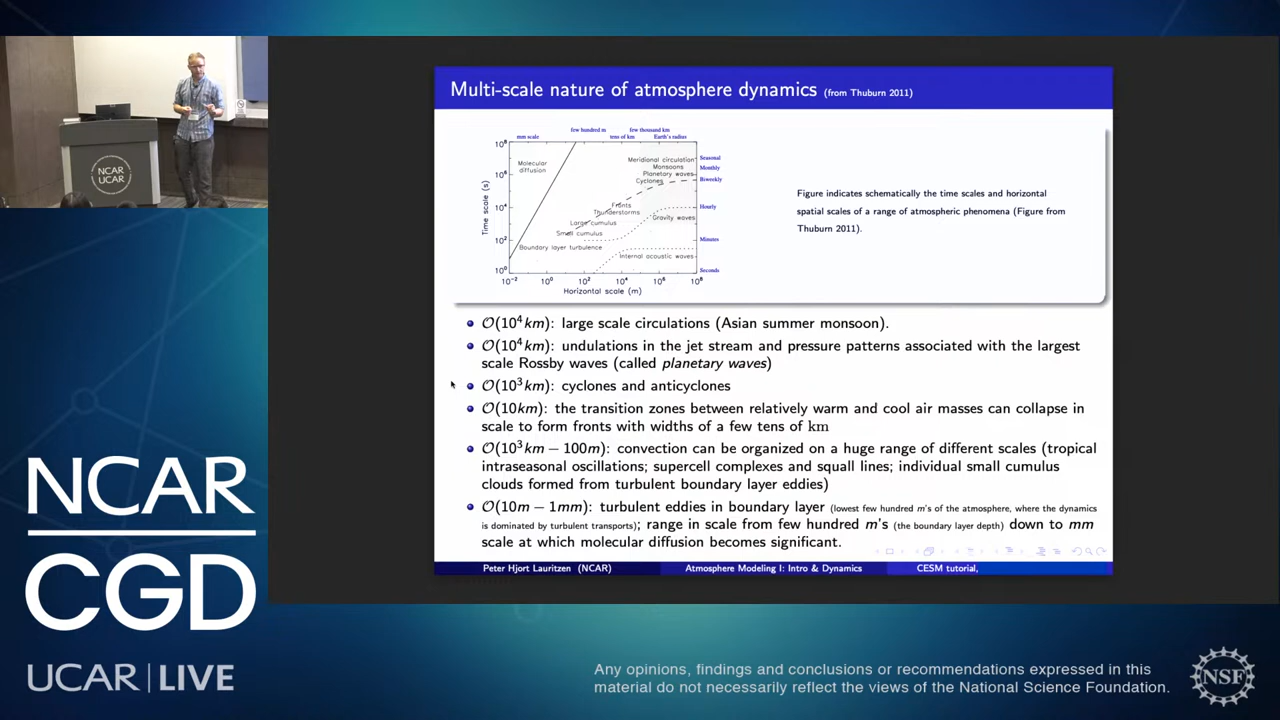 NCAR
UCAR
Multi-scale nature of atmosphere dynamics (from Thuburn 2011)
mm scale
few hundred m
few thousand km
tens of km
Earth's radius
10⁸
10⁶
10⁴
10²
10⁰
Time scale (s)
Molecular
diffusion
Meridional circulation
Monsoons
Planetary waves
Cyclones
Fronts
Thunderstorms
Large cumulus
Small cumulus
Gravity waves
Boundary layer turbulence
Internal acoustic waves
Seasonal
Monthly
Biweekly
Hourly
Minutes
Seconds
10⁻²
10⁰
10²
10⁴
10⁶
10⁸
Horizontal scale (m)
Figure indicates schematically the time scales and horizontal
spatial scales of a range of atmospheric phenomena (Figure from
Thuburn 2011).
O(10⁴km): large scale circulations (Asian summer monsoon).
O(10⁴km): undulations in the jet stream and pressure patterns associated with the largest
scale Rossby waves (called planetary waves)
O(10³km): cyclones and anticyclones
O(10km): the transition zones between relatively warm and cool air masses can collapse in
scale to form fronts with widths of a few tens of km
O(10³km − 100m): convection can be organized on a huge range of different scales (tropical
intraseasonal oscillations; supercell complexes and squall lines; individual small cumulus
clouds formed from turbulent boundary layer eddies)
O(10m − 1mm): turbulent eddies in boundary layer (lowest few hundred m's of the atmosphere, where the dynamics
is dominated by turbulent transports); range in scale from few hundred m's (the boundary layer depth) down to mm
scale at which molecular diffusion becomes significant.
Peter Hjort Lauritzen (NCAR)
Atmosphere Modeling I: Intro & Dynamics
CESM tutorial,
NCAR
CGD
UCAR | LIVE
Any opinions, findings and conclusions or recommendations expressed in this
material do not necessarily reflect the views of the National Science Foundation.
NSF